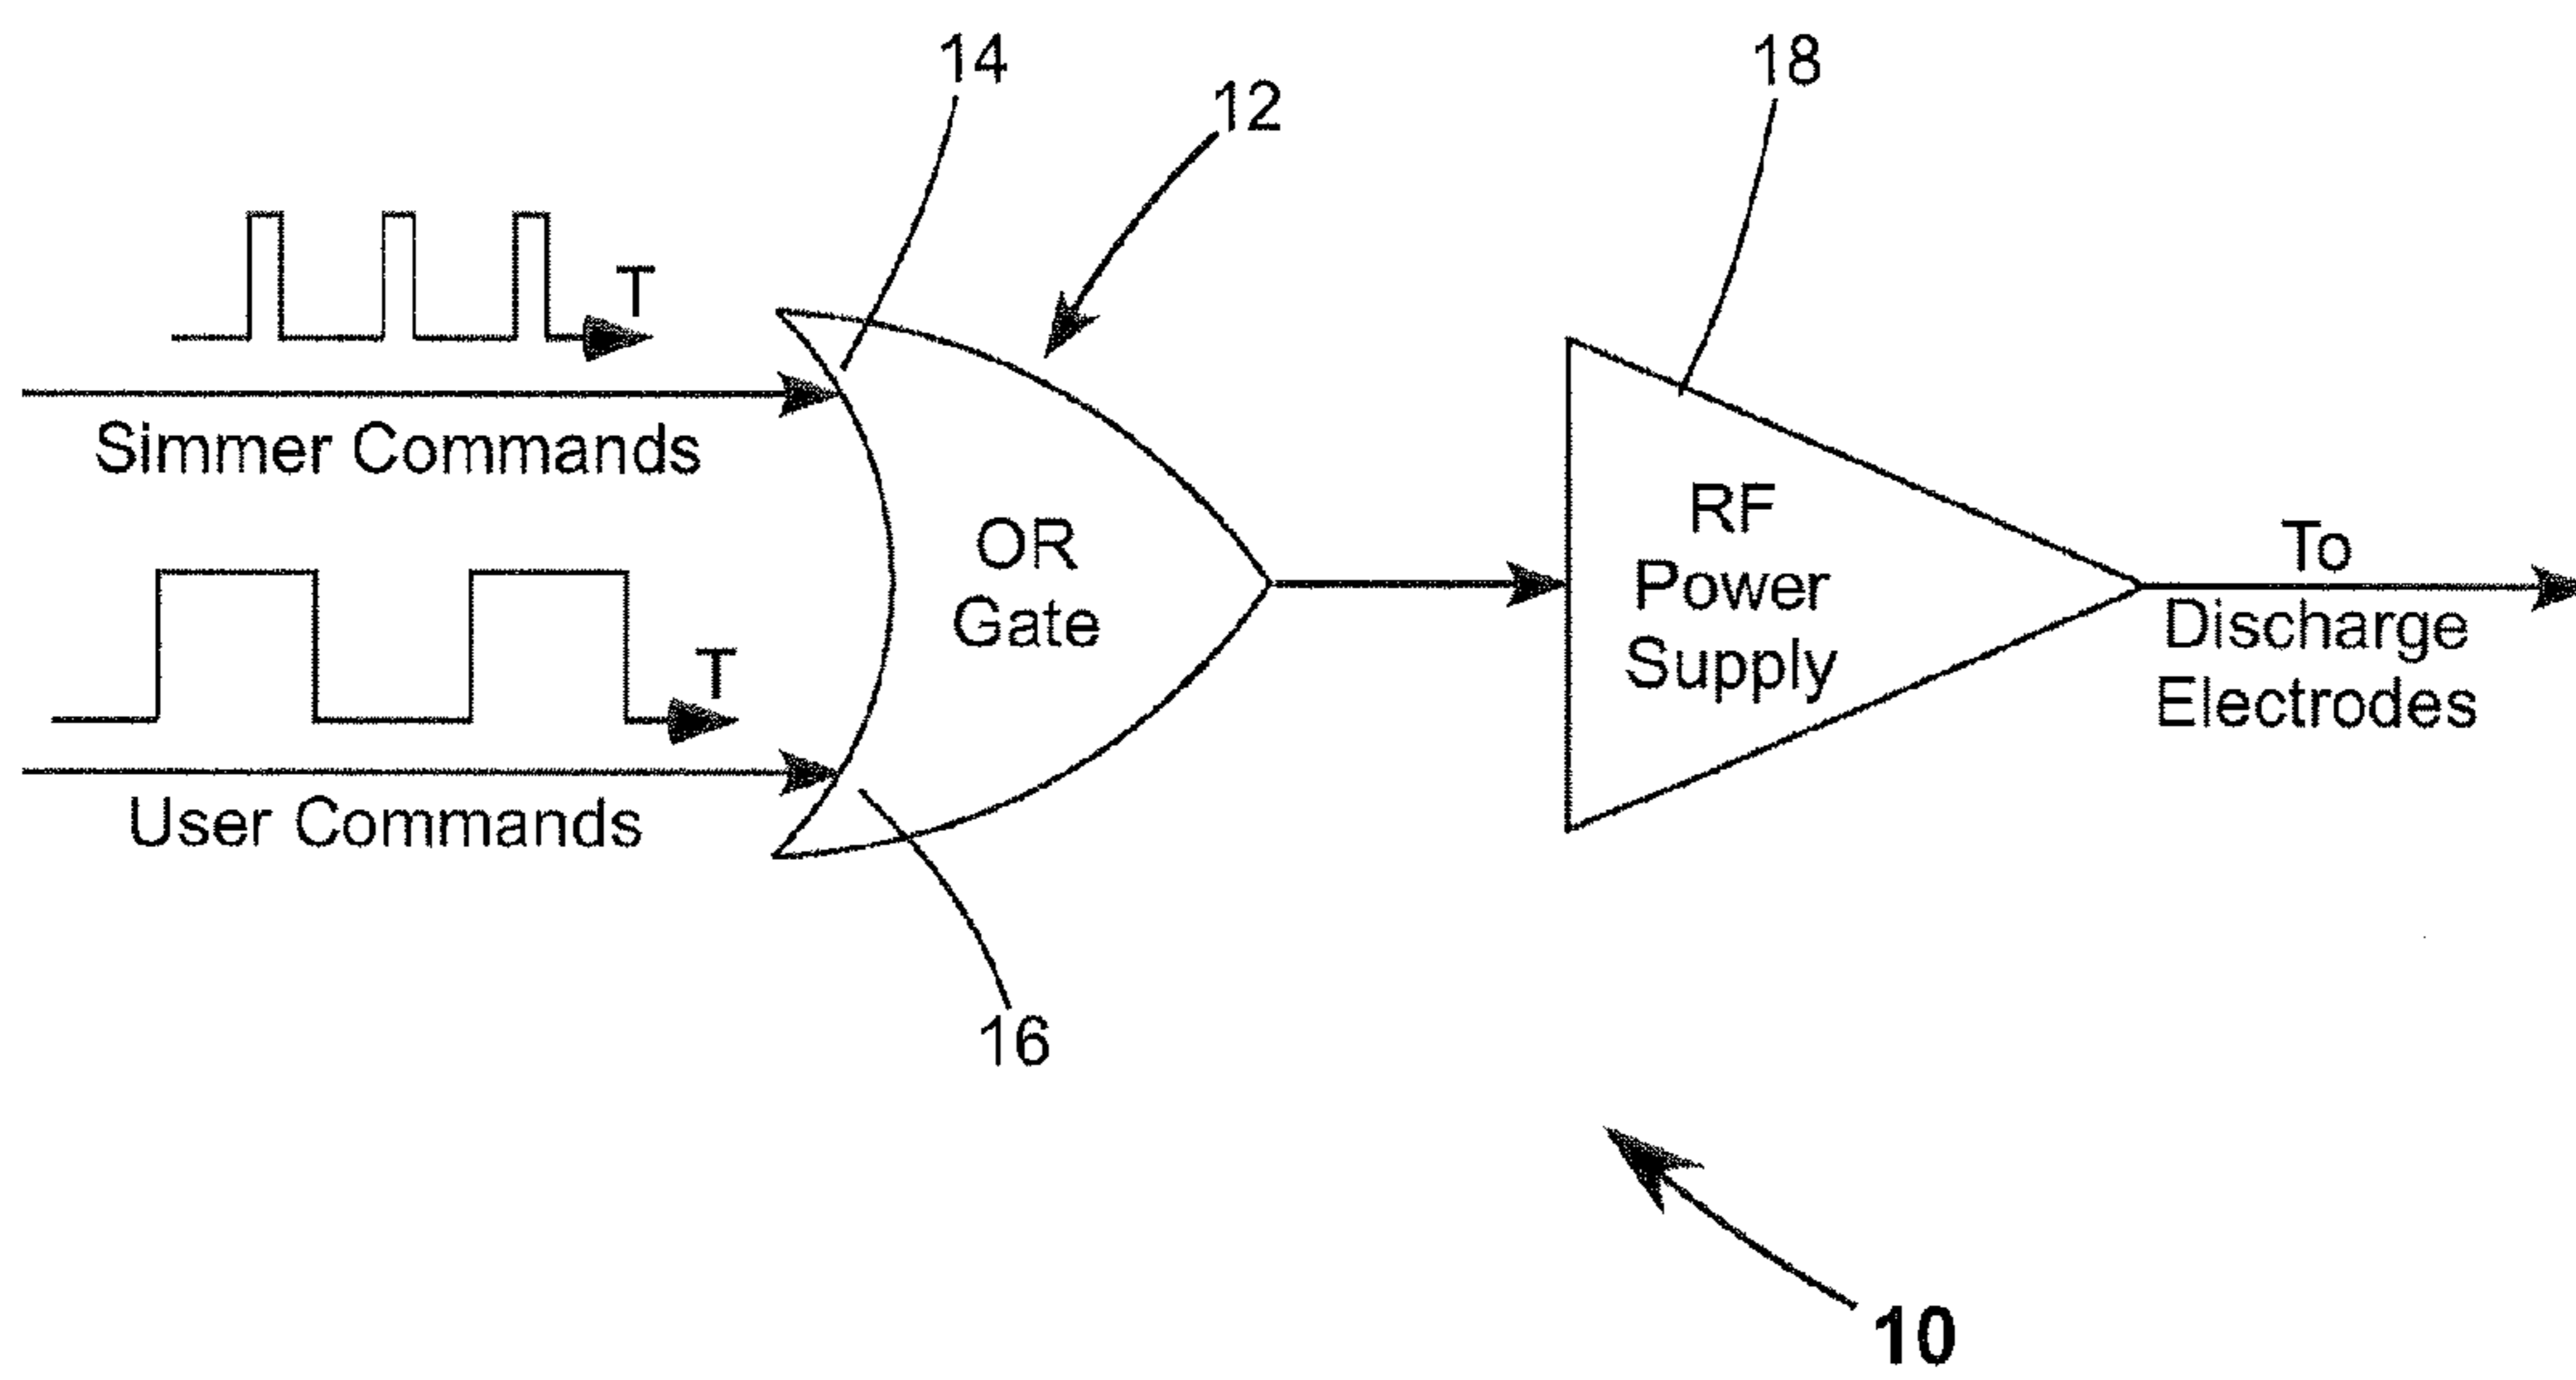 14
12
18
T
Simmer Commands
OR
Gate
RF
Power
Supply
To
Discharge
Electrodes
T
User Commands
16
10